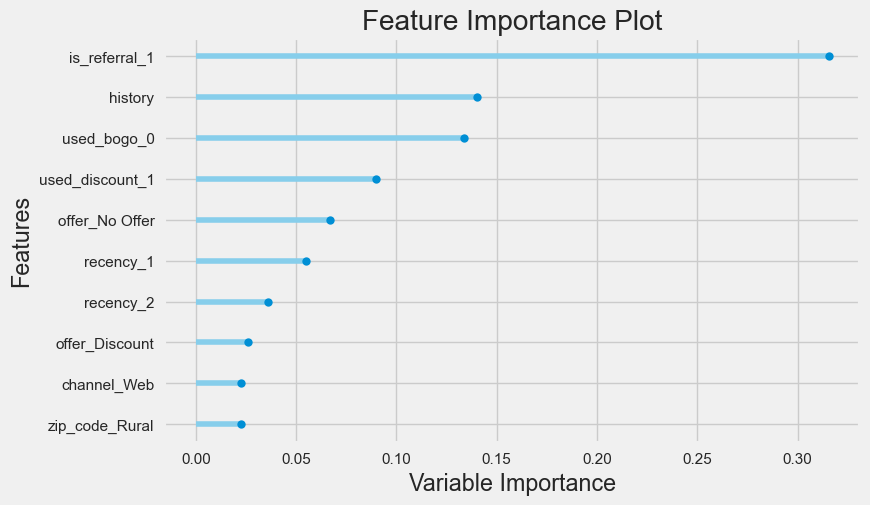 Feature Importance Plot
Features
is_referral_1
history
used_bogo_0
used_discount_1
offer_No Offer
recency_1
recency_2
offer_Discount
channel_Web
zip_code_Rural
0.00 0.05 0.10 0.15 0.20 0.25 0.30
Variable Importance